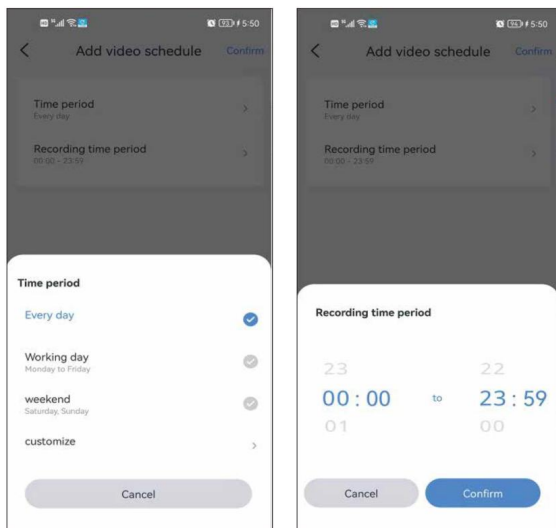 93 5:50
Add video schedule Confirm
Time period
Every day
Recording time period
00:00 - 23:59
Time period
Every day
Working day
Monday to Friday
weekend
Saturday, Sunday
customize
Cancel
94 5:50
Add video schedule Confirm
Time period
Every day
Recording time period
00:00 - 23:59
Recording time period
23 22
00 : 00 to 23 : 59
01 00
Cancel Confirm